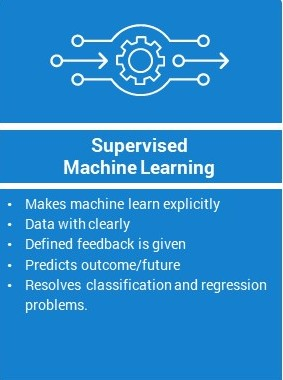 Supervised
Machine Learning
• Makes machine learn explicitly
• Data with clearly
• Defined feedback is given
• Predicts outcome/future
• Resolves classification and regression
problems.